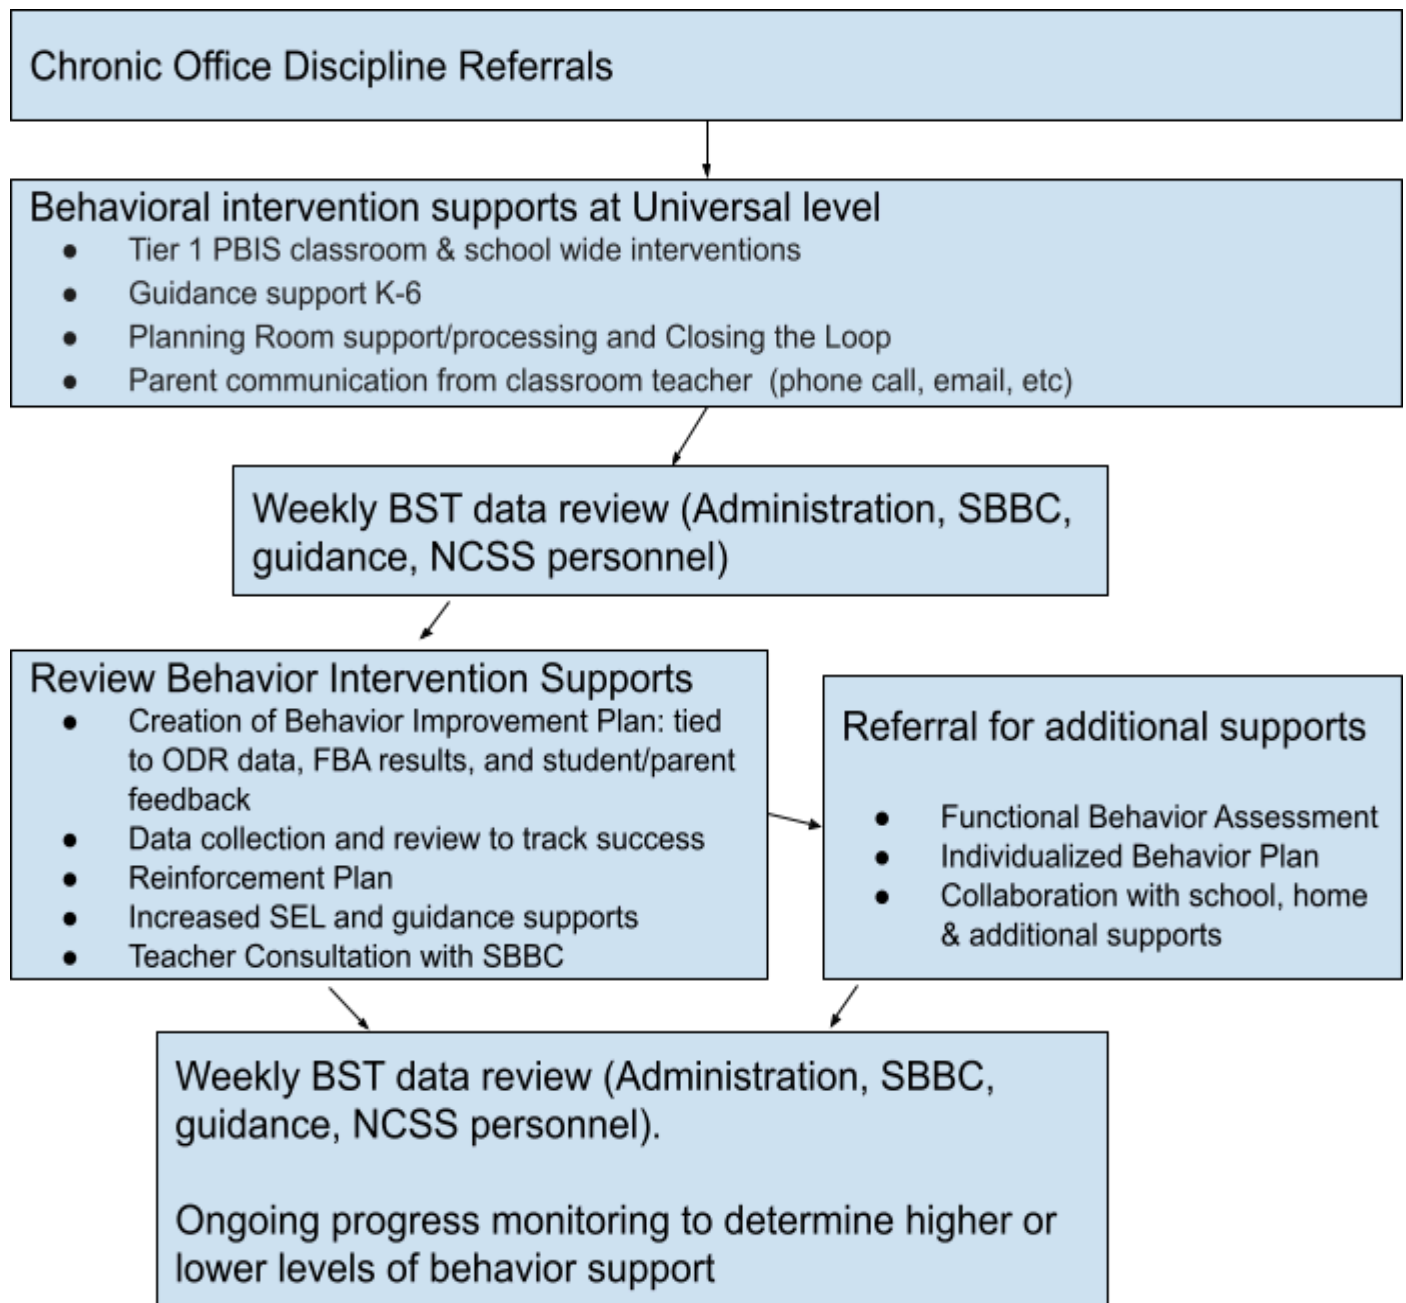 Chronic Office Discipline Referrals
Behavioral intervention supports at Universal level
● Tier 1 PBIS classroom & school wide interventions
● Guidance support K-6
● Planning Room support/processing and Closing the Loop
● Parent communication from classroom teacher  (phone call, email, etc)
Weekly BST data review (Administration, SBBC,
guidance, NCSS personnel)
Review Behavior Intervention Supports
● Creation of Behavior Improvement Plan: tied
to ODR data, FBA results, and student/parent
feedback
● Data collection and review to track success
● Reinforcement Plan
● Increased SEL and guidance supports
● Teacher Consultation with SBBC
Referral for additional supports
● Functional Behavior Assessment
● Individualized Behavior Plan
● Collaboration with school, home
& additional supports
Weekly BST data review (Administration, SBBC,
guidance, NCSS personnel).
Ongoing progress monitoring to determine higher or
lower levels of behavior support